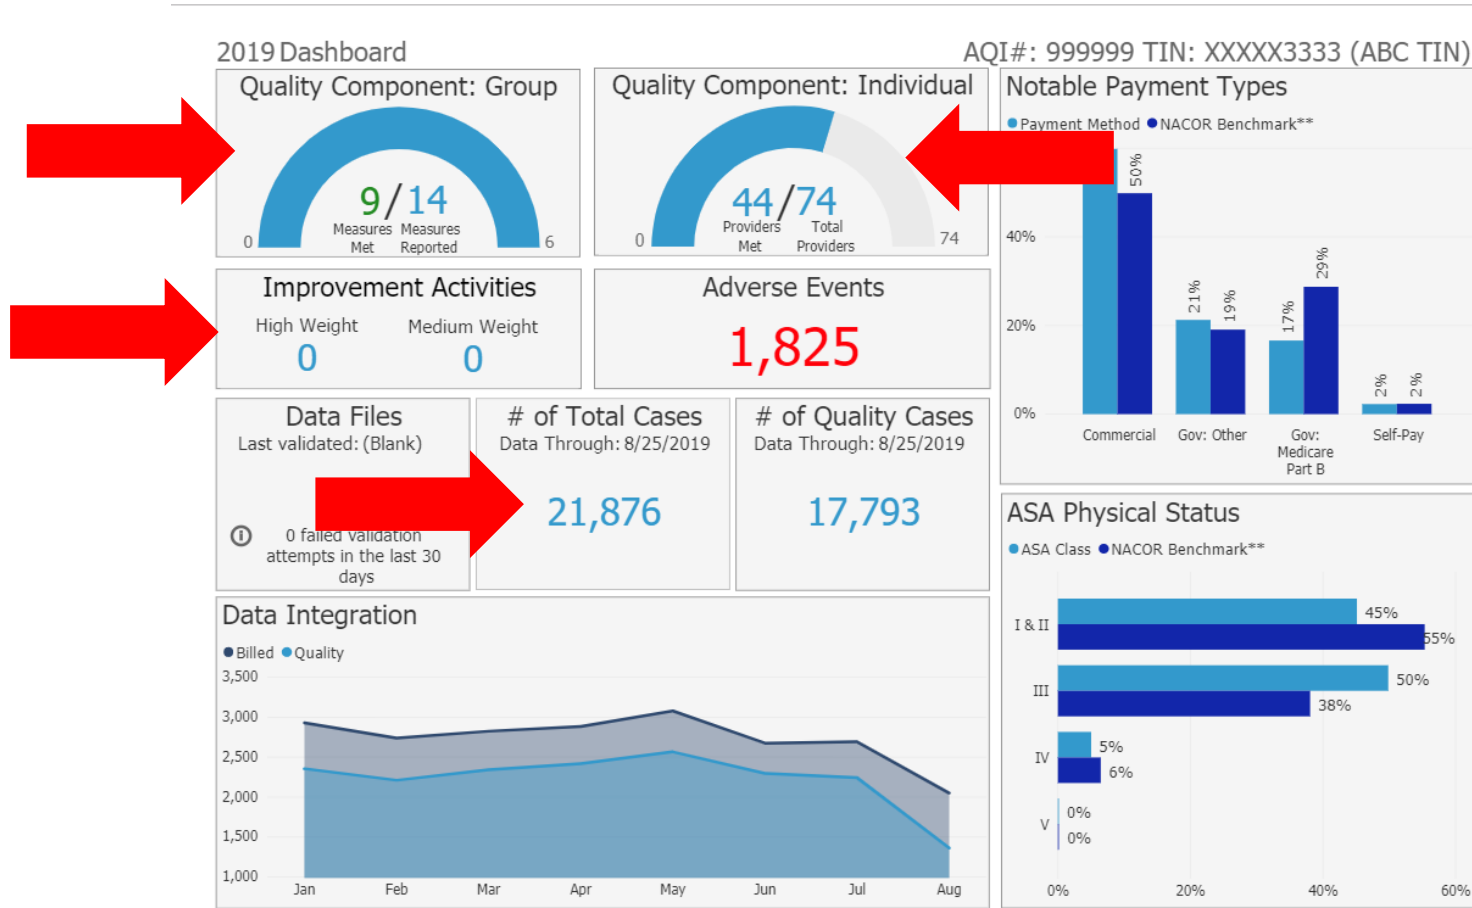 2019 Dashboard
AQI#: 999999 TIN: XXXXX3333 (ABC TIN)
Quality Component: Group
9/14
Measures Met
Measures Reported
0
6
Quality Component: Individual
44/74
Providers Met
Total Providers
0
74
Improvement Activities
High Weight
0
Medium Weight
0
Adverse Events
1,825
Data Files
Last validated: (Blank)
0 failed validation
attempts in the last 30
days
# of Total Cases
Data Through: 8/25/2019
21,876
# of Quality Cases
Data Through: 8/25/2019
17,793
Data Integration
Billed Quality
3,500
3,000
2,500
2,000
1,500
1,000
Jan Feb Mar Apr May Jun Jul Aug
Notable Payment Types
Payment Method NACOR Benchmark**
50%
21%
19%
17%
29%
2%
2%
40%
20%
0%
Commercial
Gov: Other
Gov:
Medicare
Part B
Self-Pay
ASA Physical Status
ASA Class NACOR Benchmark**
I & II
45%
55%
III
50%
38%
IV
5%
6%
V
0%
0%
0% 20% 40% 60%